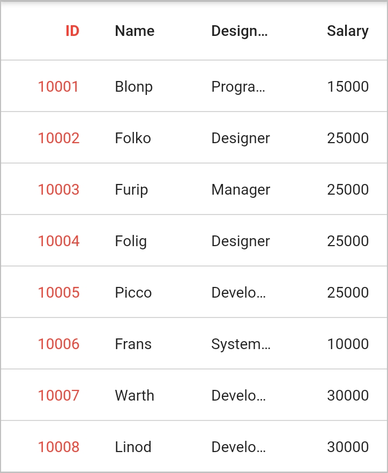 ID Name Design... Salary
10001 Blonp Progra... 15000
10002 Folko Designer 25000
10003 Furip Manager 25000
10004 Folig Designer 25000
10005 Picco Develo... 25000
10006 Frans System... 10000
10007 Warth Develo... 30000
10008 Linod Develo... 30000